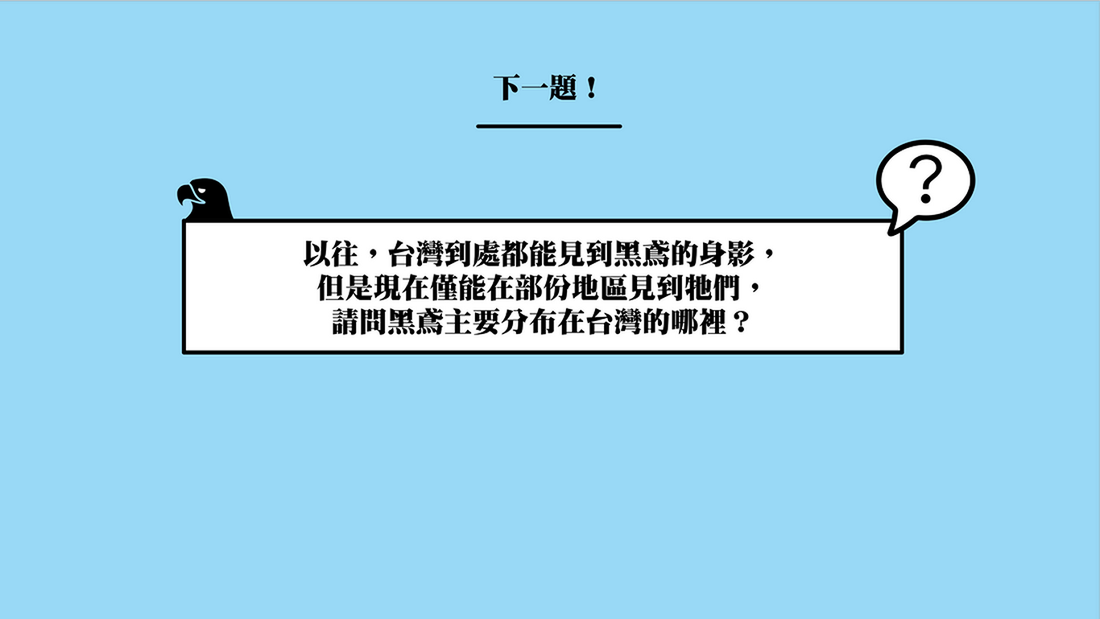 下一題！
?
以往，台灣到處都能見到黑鳶的身影，
但是現在僅能在部份地區見到牠們，
請問黑鳶主要分布在台灣的哪裡？